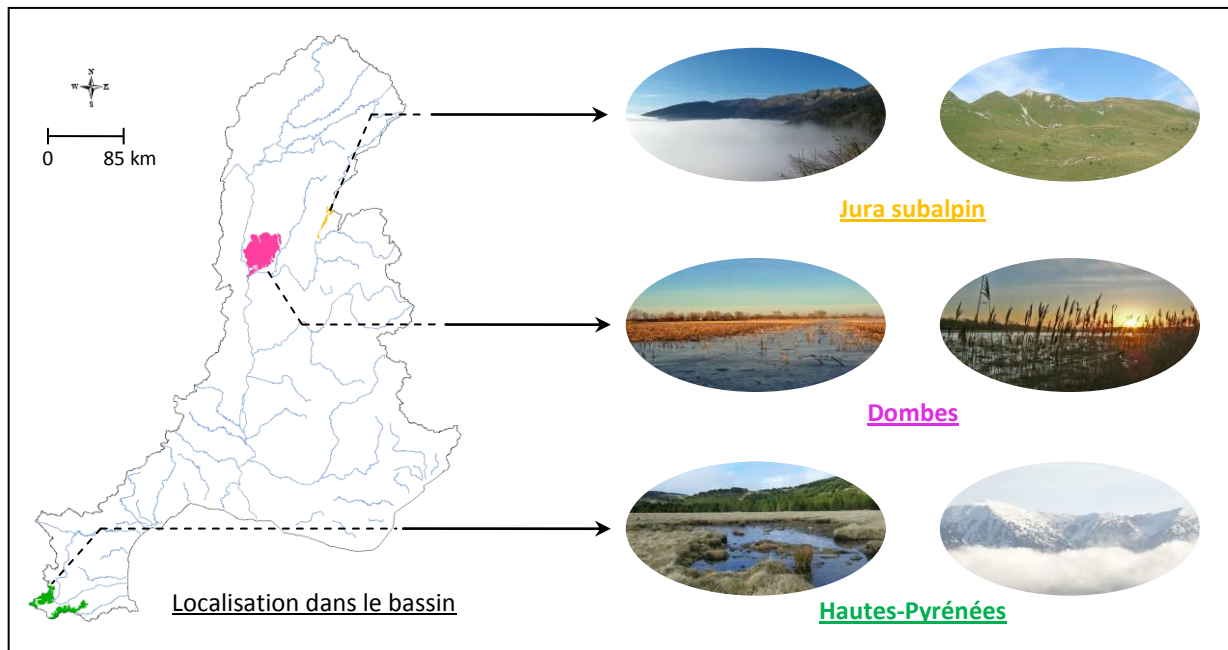 N
W E
S
0 85 km
Jura subalpin
Dombes
Localisation dans le bassin
Hautes-Pyrénées